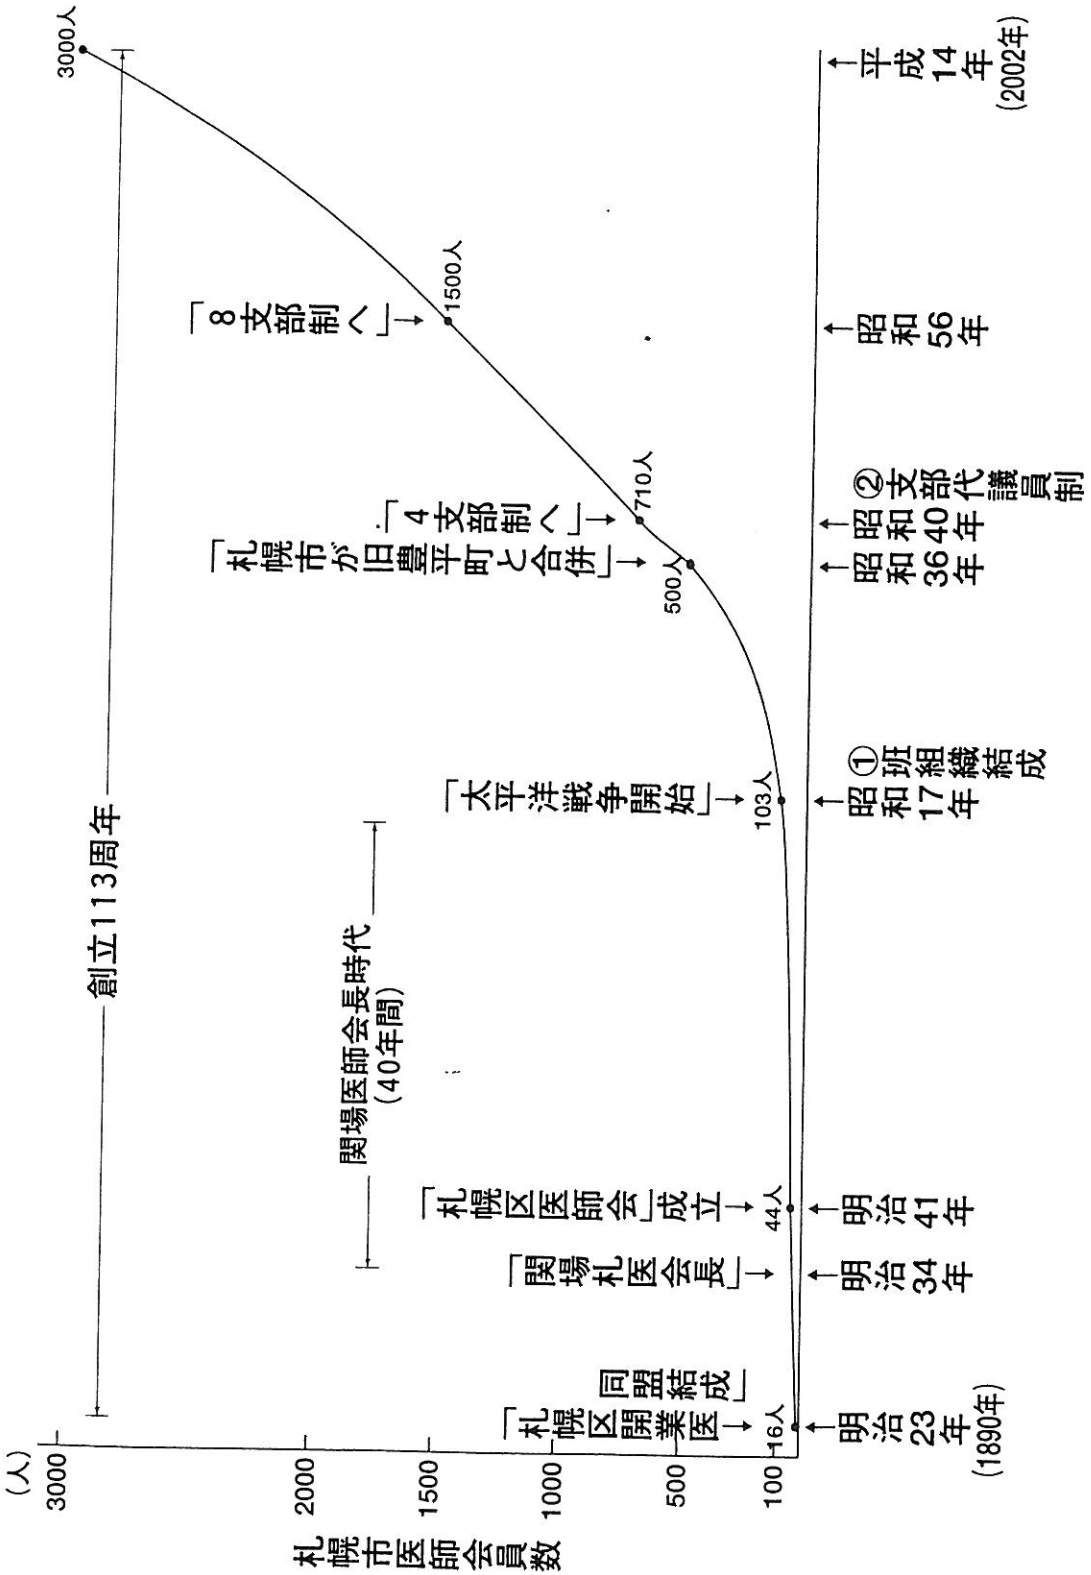 札幌市医師会員数
(人)
3000
2000
1500
1000
500
100
創立113周年
関場医師会長時代
(40年間)
「札幌区開業医
同盟結成」
16人
「関場札医会長」
「札幌区医師会」成立
44人
「太平洋戦争開始」
103人
「札幌市が旧豊平町と合併」
500人
「4支部制へ」
710人
「8支部制へ」
1500人
3000人
明治23年
(1890年)
明治34年
明治41年
昭和17年
①班組織結成
昭和36年
昭和40年
②支部代議員制
昭和56年
平成14年
(2002年)